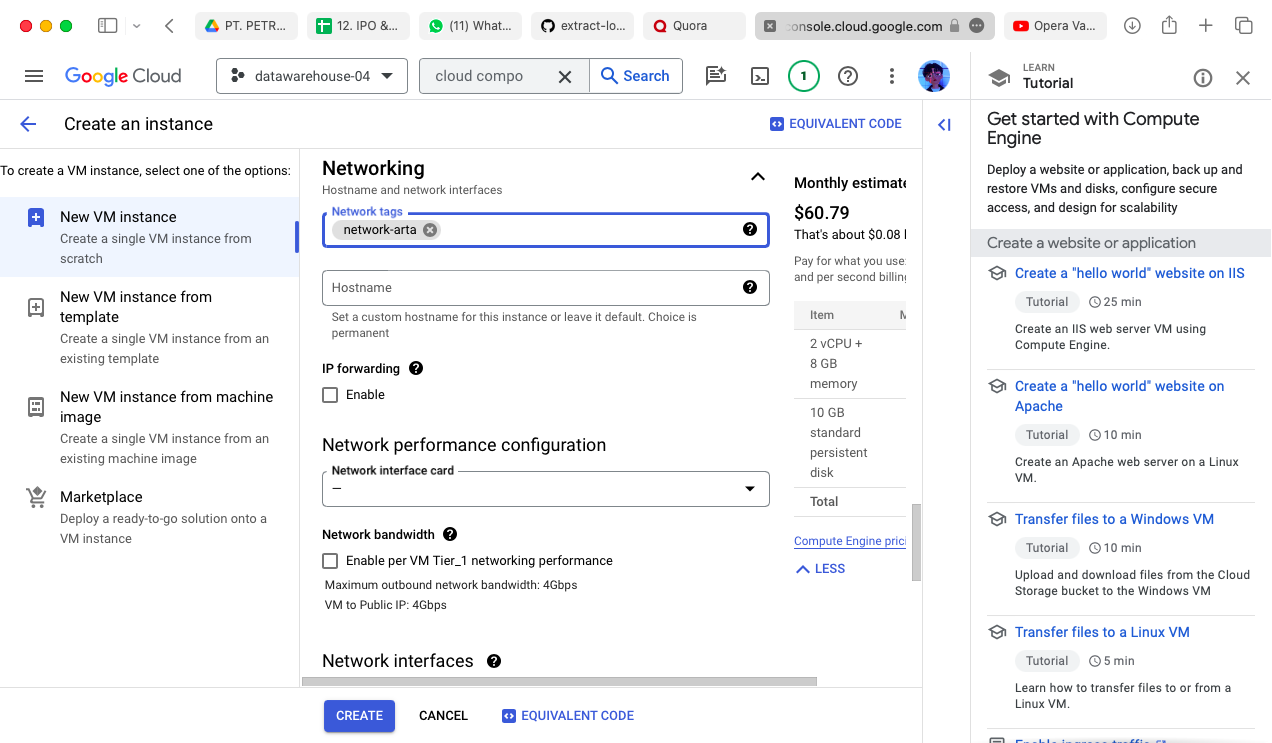 PT. PETR...
12. IPO &...
(11) What...
extract-lo...
Quora
console.cloud.google.com
Opera Va...
Google Cloud
datawarehouse-04
cloud compo
Search
1
LEARN
Tutorial
Create an instance
EQUIVALENT CODE
To create a VM instance, select one of the options:
New VM instance
Create a single VM instance from
scratch
New VM instance from
template
Create a single VM instance from an
existing template
New VM instance from machine
image
Create a single VM instance from an
existing machine image
Marketplace
Deploy a ready-to-go solution onto a
VM instance
Networking
Hostname and network interfaces
Network tags
network-arta
Hostname
Set a custom hostname for this instance or leave it default. Choice is
permanent
IP forwarding
Enable
Network performance configuration
Network interface card
—
Network bandwidth
Enable per VM Tier_1 networking performance
Maximum outbound network bandwidth: 4Gbps
VM to Public IP: 4Gbps
Network interfaces
CREATE
CANCEL
EQUIVALENT CODE
Monthly estimate
$60.79
That's about $0.08
Pay for what you use:
and per second billing
Item
2 vCPU +
8 GB
memory
10 GB
standard
persistent
disk
Total
Compute Engine prici
LESS
Get started with Compute
Engine
Deploy a website or application, back up and
restore VMs and disks, configure secure
access, and design for scalability
Create a website or application
Create a "hello world" website on IIS
Tutorial 25 min
Create an IIS web server VM using
Compute Engine.
Create a "hello world" website on
Apache
Tutorial 10 min
Create an Apache web server on a Linux
VM.
Transfer files to a Windows VM
Tutorial 10 min
Upload and download files from the Cloud
Storage bucket to the Windows VM
Transfer files to a Linux VM
Tutorial 5 min
Learn how to transfer files to or from a
Linux VM.
Enable ingress traffic